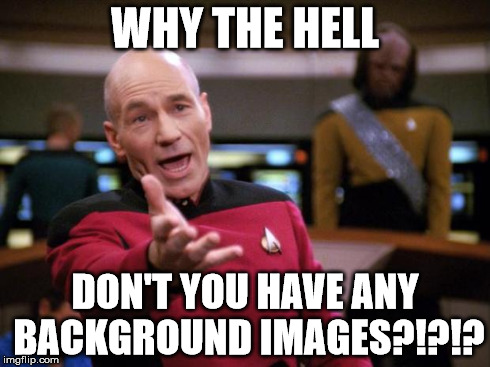 WHY THE HELL
DON'T YOU HAVE ANY
BACKGROUND IMAGES?!?!?
imgflip.com